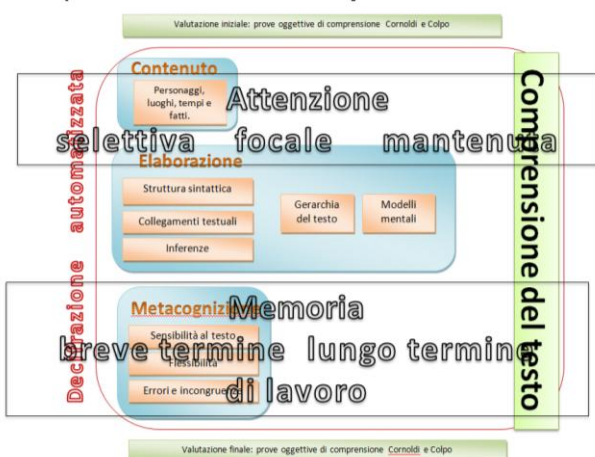 Valutazione iniziale: prove oggettive di comprensione Cornoldi e Colpo
Decodifica
automatizzata
Contenuto
Personaggi,
luoghi, tempi e
fatti.
Attenzione
selettiva focale mantenuta
Elaborazione
Struttura sintattica
Collegamenti testuali
Inferenze
Gerarchia
del testo
Modelli
mentali
Metacognizione
Sensibilità al testo
Flessibilità
Errori e incongruenze
Memoria
breve termine lungo termine
di lavoro
Comprensione del testo
Valutazione finale: prove oggettive di comprensione Cornoldi e Colpo